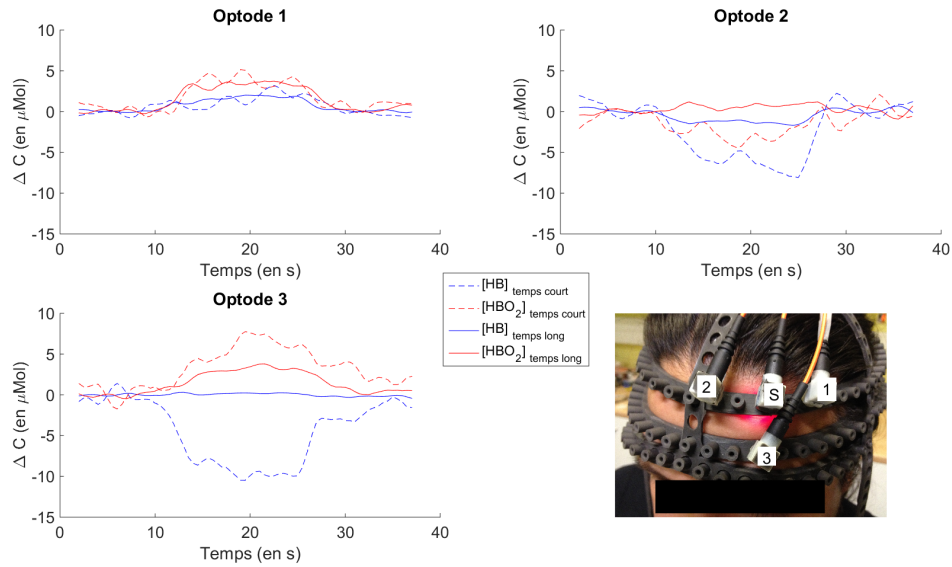 Optode 1
10
5
0
-5
-10
-15
Δ C (en μMol)
0 10 20 30 40
Temps (en s)
Optode 2
10
5
0
-5
-10
-15
Δ C (en μMol)
0 10 20 30 40
Temps (en s)
Optode 3
10
5
0
-5
-10
-15
Δ C (en μMol)
0 10 20 30 40
Temps (en s)
[HB] temps court
[HBO2] temps court
[HB] temps long
[HBO2] temps long
2
S
1
3